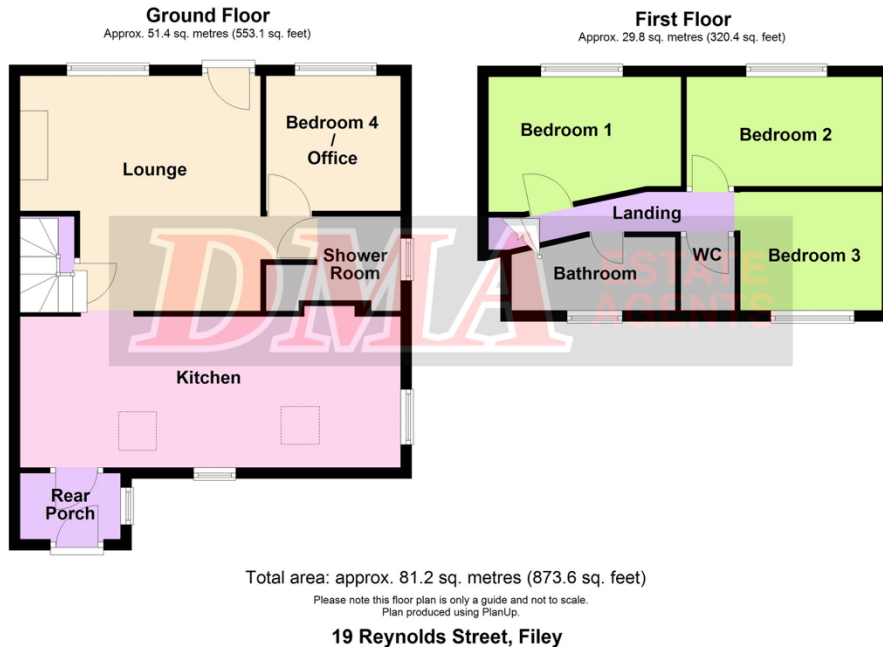 Ground Floor
Approx. 51.4 sq. metres (553.1 sq. feet)
Lounge
Bedroom 4
/
Office
Shower
Room
Kitchen
Rear
Porch
First Floor
Approx. 29.8 sq. metres (320.4 sq. feet)
Bedroom 1
Bedroom 2
Landing
Bathroom
WC
Bedroom 3
DMA
ESTATE
AGENTS
Total area: approx. 81.2 sq. metres (873.6 sq. feet)
Please note this floor plan is only a guide and not to scale.
Plan produced using PlanUp.
19 Reynolds Street, Filey